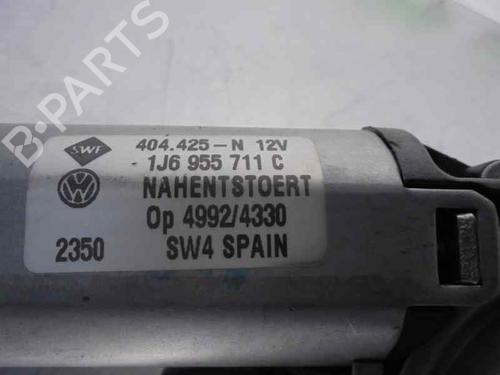 B-PARTS
SWF 404.425-N 12V
1J6 955 711 C
NAHENTSTOERT
Op 4992/4330
2350 SW4 SPAIN